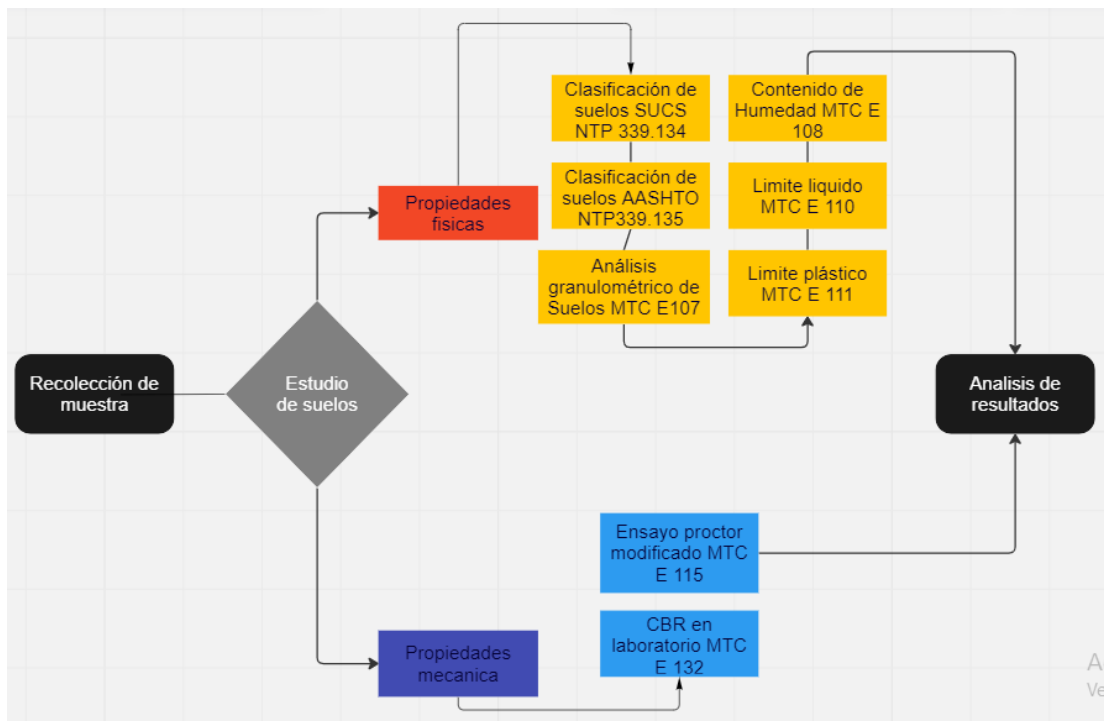 Recolección de
muestra
Estudio
de suelos
Propiedades
fisicas
Clasificación de
suelos SUCS
NTP 339.134
Clasificación de
suelos AASHTO
NTP339.135
Análisis
granulométrico de
Suelos MTC E107
Contenido de
Humedad MTC E
108
Limite liquido
MTC E 110
Limite plástico
MTC E 111
Analisis de
resultados
Propiedades
mecanica
Ensayo proctor
modificado MTC
E 115
CBR en
laboratorio MTC
E 132